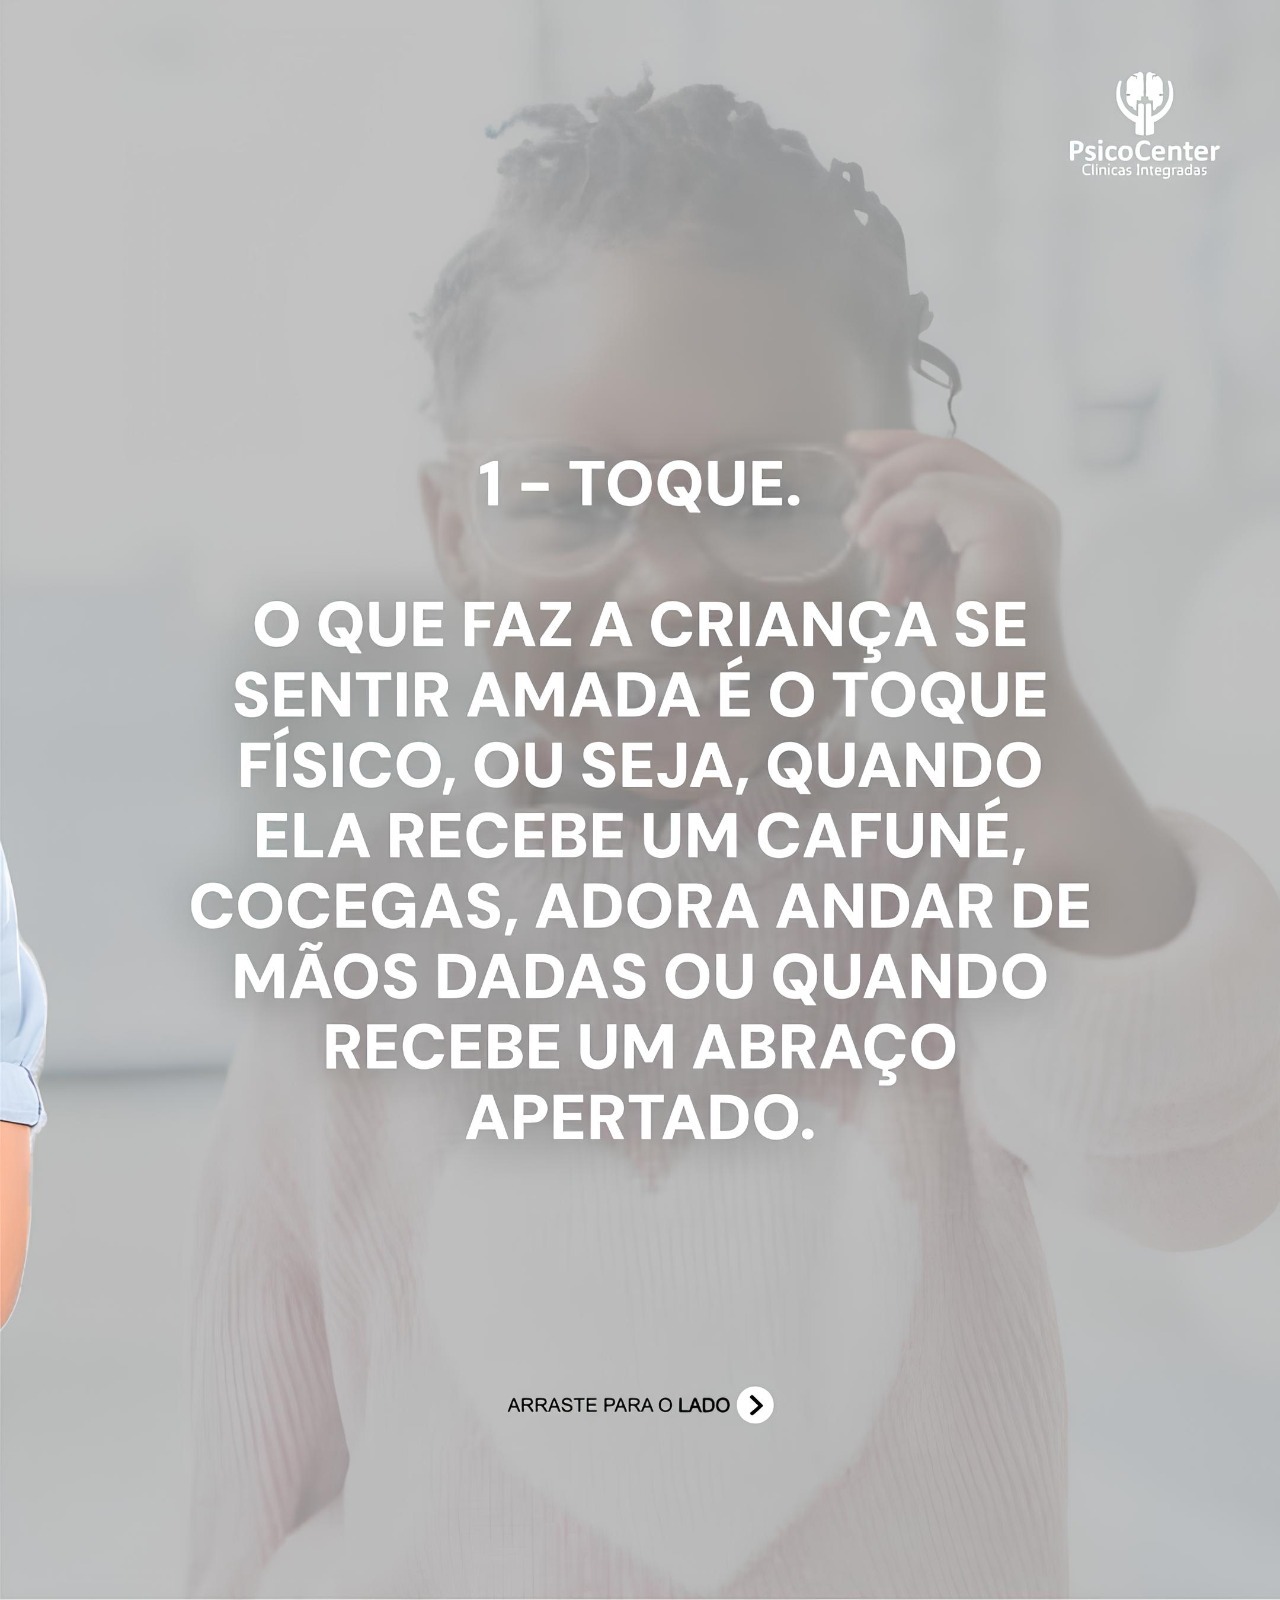 PsicoCenter
Clínicas Integradas
1 - TOQUE.
O QUE FAZ A CRIANÇA SE
SENTIR AMADA É O TOQUE
FÍSICO, OU SEJA, QUANDO
ELA RECEBE UM CAFUNÉ,
COCEGAS, ADORA ANDAR DE
MÃOS DADAS OU QUANDO
RECEBE UM ABRAÇO
APERTADO.
ARRASTE PARA O LADO